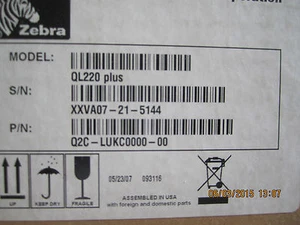 Zebra
MODEL:
QL220 plus
S/N:
XXVA07-21-5144
P/N:
Q2C-LUKC0000-00
UP
KEEP DRY
FRAGILE
05/23/07 093116
ASSEMBLED IN USA
with foreign and domestic parts